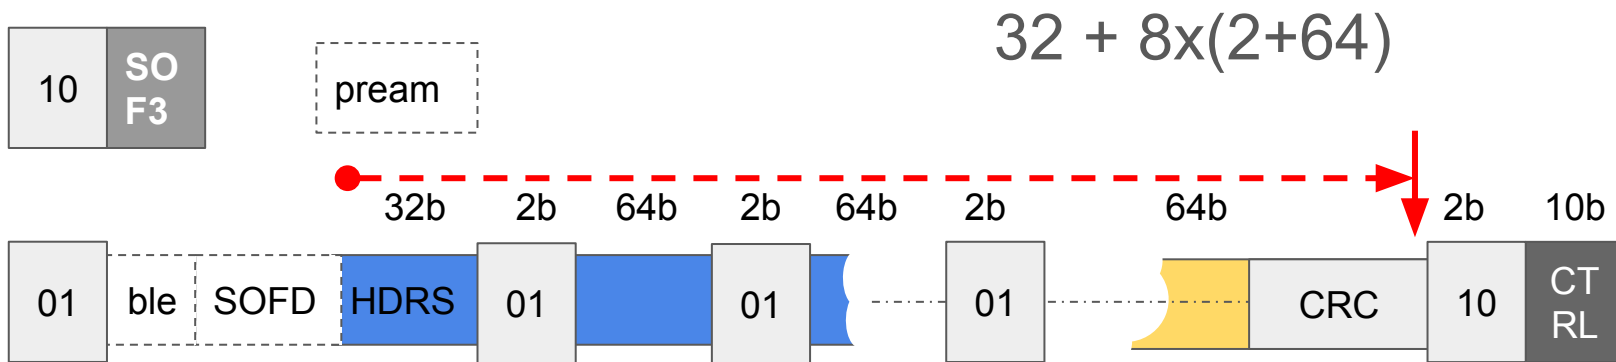 32 + 8x(2+64)
10 SO
F3
pream
32b 2b 64b 2b 64b 2b 64b 2b 10b
01 ble SOFD HDRS 01 01 01 CRC 10 CT
RL